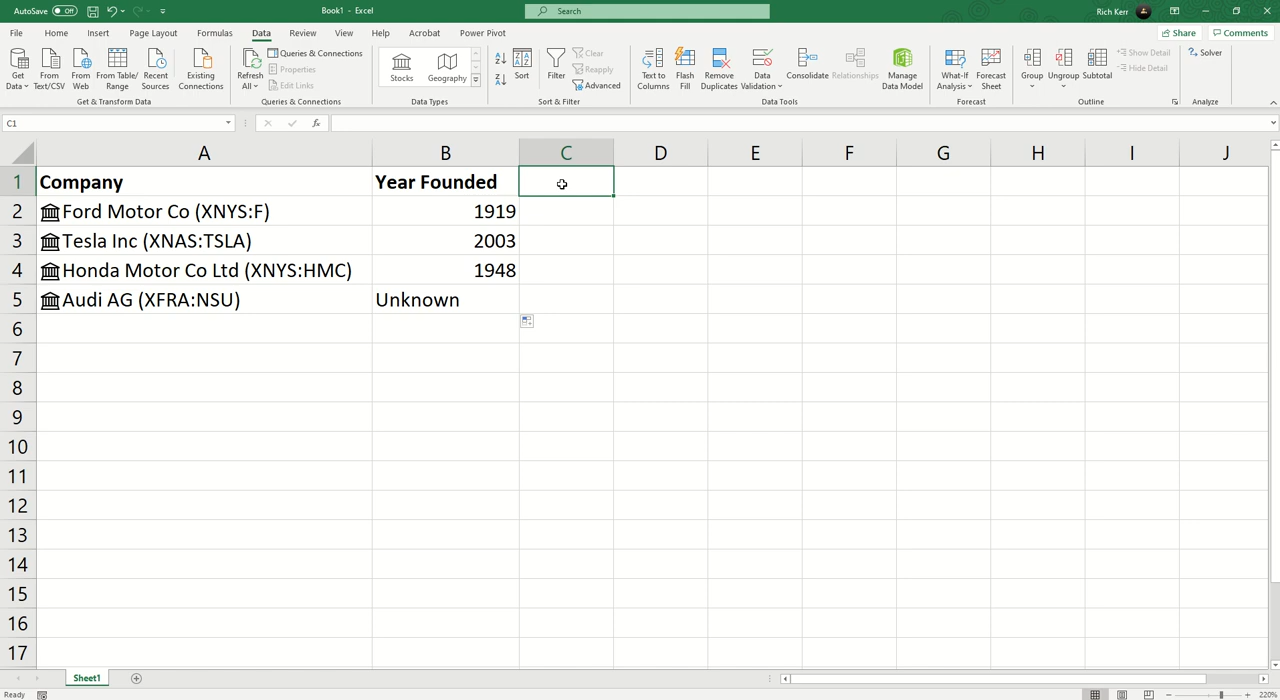 AutoSave Off Book1 - Excel Search Rich Kerr
File Home Insert Page Layout Formulas Data Review View Help Acrobat Power Pivot Share Comments
Get Data From Text/CSV From Web From Table/Range Recent Sources Existing Connections
Get & Transform Data
Refresh All Queries & Connections Properties Edit Links
Queries & Connections
Stocks Geography
Data Types
Sort Filter Clear Reapply Advanced
Sort & Filter
Text to Columns Flash Fill Remove Duplicates Data Validation Consolidate Relationships Manage Data Model
Data Tools
What-If Analysis Forecast Sheet
Forecast
Group Ungroup Subtotal Show Detail Hide Detail
Outline
Solver
Analyze
C1 fx
A B C D E F G H I J
1 Company Year Founded
2 Ford Motor Co (XNYS:F) 1919
3 Tesla Inc (XNAS:TSLA) 2003
4 Honda Motor Co Ltd (XNYS:HMC) 1948
5 Audi AG (XFRA:NSU) Unknown
6
7
8
9
10
11
12
13
14
15
16
17
Sheet1
Ready 220%